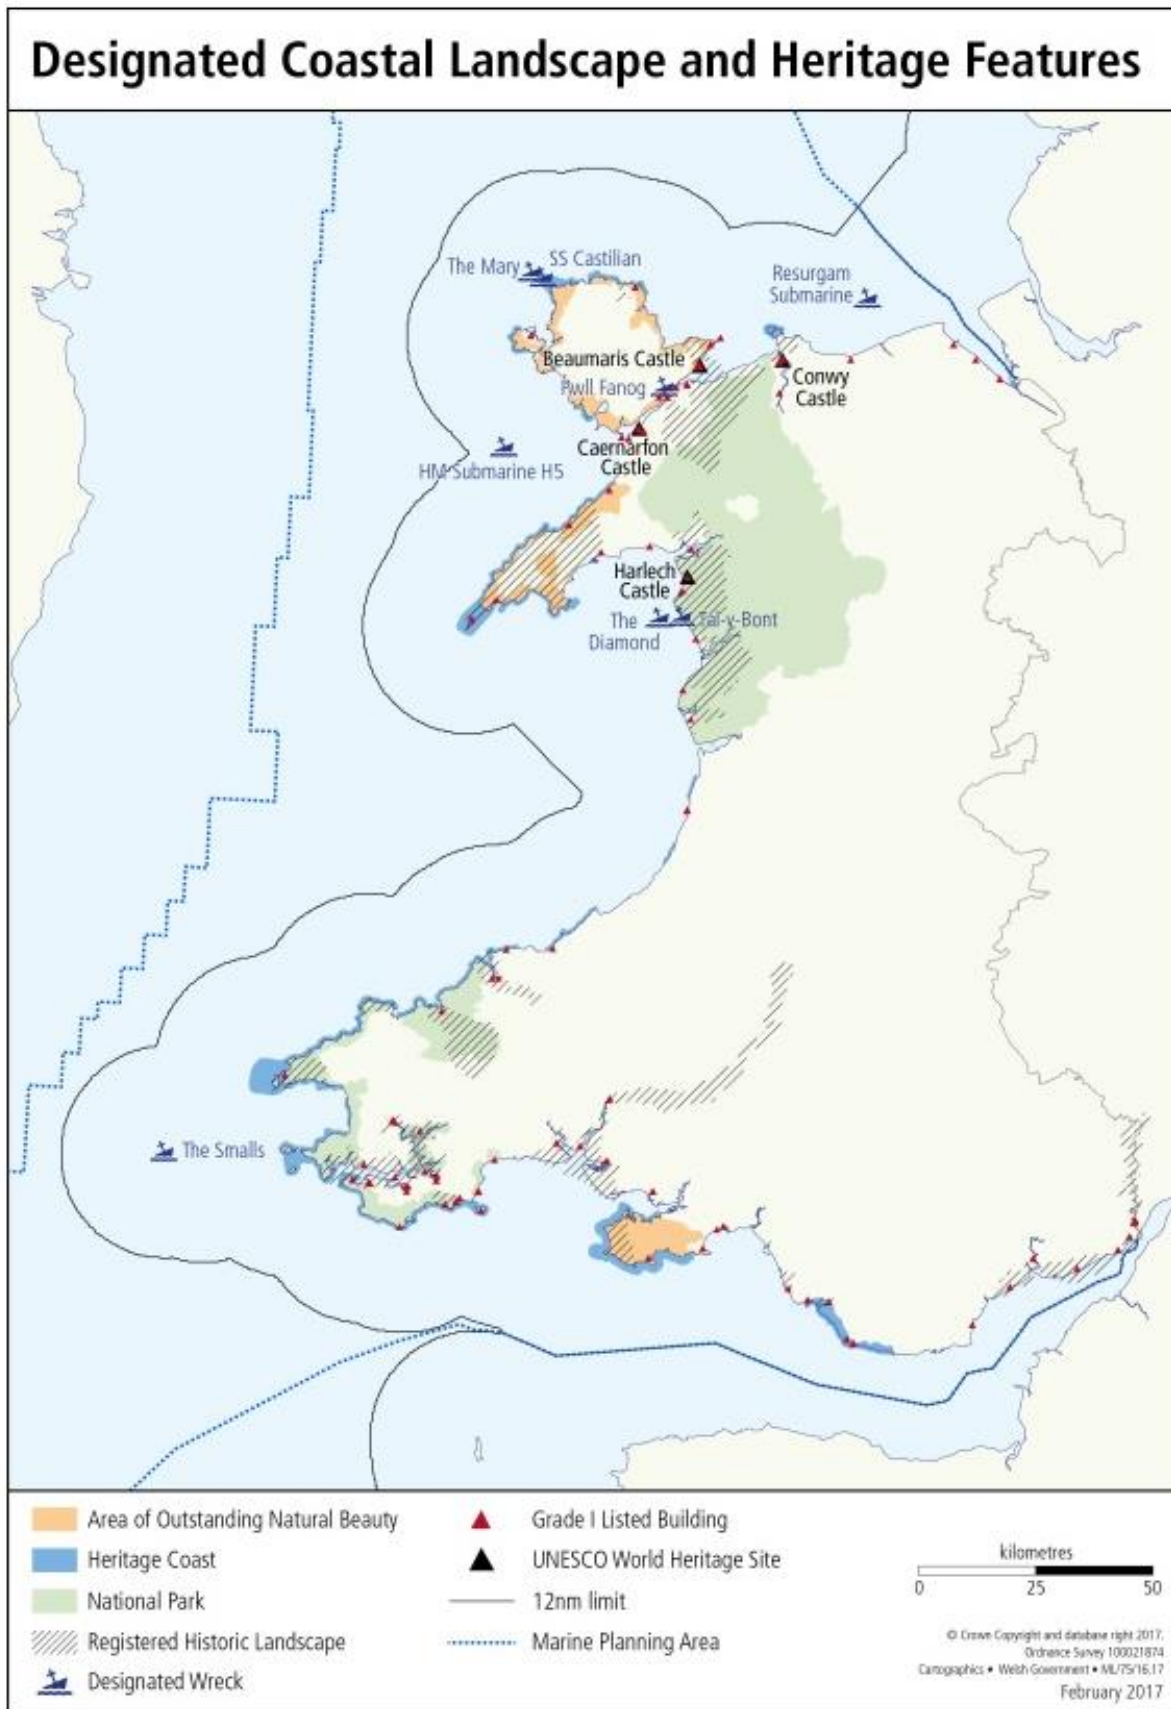 Designated Coastal Landscape and Heritage Features
The Mary
SS Castilian
Resurgam
Submarine
Beaumaris Castle
Pwll Fanog
Conwy
Castle
Caernarfon
Castle
HM Submarine H5
Harlech
Castle
The
Diamond
Tal-y-Bont
The Smalls
Area of Outstanding Natural Beauty
Heritage Coast
National Park
Registered Historic Landscape
Designated Wreck
Grade I Listed Building
UNESCO World Heritage Site
12nm limit
Marine Planning Area
kilometres
0 25 50
© Crown Copyright and database right 2017.
Ordnance Survey 100021874
Cartographics • Welsh Government • ML/75/16.17
February 2017